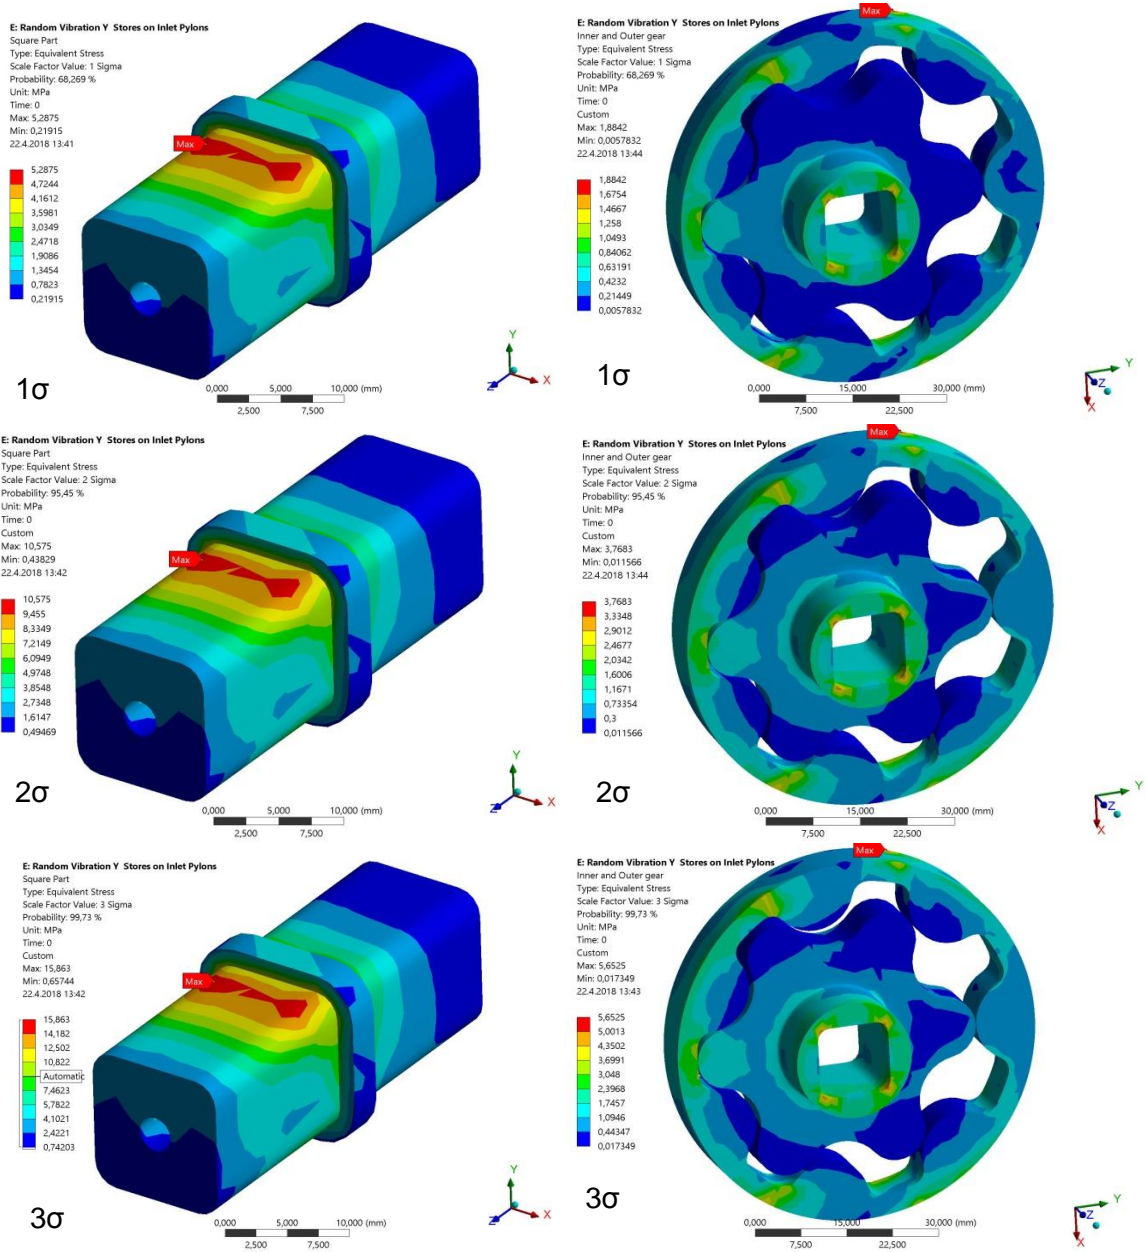 E: Random Vibration Y  Stores on Inlet Pylons
Square Part
Type: Equivalent Stress
Scale Factor Value: 1 Sigma
Probability: 68,269 %
Unit: MPa
Time: 0
Max: 5,2875
Min: 0,21915
22.4.2018 13:41
Max
5,2875
4,7244
4,1612
3,5981
3,0349
2,4718
1,9086
1,3454
0,7823
0,21915
1σ
0,000 5,000 10,000 (mm)
2,500 7,500
Y
X
Z
E: Random Vibration Y  Stores on Inlet Pylons
Inner and Outer gear
Type: Equivalent Stress
Scale Factor Value: 1 Sigma
Probability: 68,269 %
Unit: MPa
Time: 0
Custom
Max: 1,8842
Min: 0,0057832
22.4.2018 13:44
Max
1,8842
1,6754
1,4667
1,258
1,0493
0,84062
0,63191
0,4232
0,21449
0,0057832
1σ
0,000 15,000 30,000 (mm)
7,500 22,500
Y
Z
X
E: Random Vibration Y  Stores on Inlet Pylons
Square Part
Type: Equivalent Stress
Scale Factor Value: 2 Sigma
Probability: 95,45 %
Unit: MPa
Time: 0
Custom
Max: 10,575
Min: 0,43829
22.4.2018 13:42
Max
10,575
9,455
8,3349
7,2149
6,0949
4,9748
3,8548
2,7348
1,6147
0,49469
2σ
0,000 5,000 10,000 (mm)
2,500 7,500
Y
X
Z
E: Random Vibration Y  Stores on Inlet Pylons
Inner and Outer gear
Type: Equivalent Stress
Scale Factor Value: 2 Sigma
Probability: 95,45 %
Unit: MPa
Time: 0
Custom
Max: 3,7683
Min: 0,011566
22.4.2018 13:44
Max
3,7683
3,3348
2,9012
2,4677
2,0342
1,6006
1,1671
0,73354
0,3
0,011566
2σ
0,000 15,000 30,000 (mm)
7,500 22,500
Y
Z
X
E: Random Vibration Y  Stores on Inlet Pylons
Square Part
Type: Equivalent Stress
Scale Factor Value: 3 Sigma
Probability: 99,73 %
Unit: MPa
Time: 0
Custom
Max: 15,863
Min: 0,65744
22.4.2018 13:42
Max
15,863
14,182
12,502
10,822
Automatic
7,4623
5,7822
4,1021
2,4221
0,74203
3σ
0,000 5,000 10,000 (mm)
2,500 7,500
Y
X
Z
E: Random Vibration Y  Stores on Inlet Pylons
Inner and Outer gear
Type: Equivalent Stress
Scale Factor Value: 3 Sigma
Probability: 99,73 %
Unit: MPa
Time: 0
Custom
Max: 5,6525
Min: 0,017349
22.4.2018 13:43
Max
5,6525
5,0013
4,3502
3,6991
3,048
2,3968
1,7457
1,0946
0,44347
0,017349
3σ
0,000 15,000 30,000 (mm)
7,500 22,500
Y
Z
X